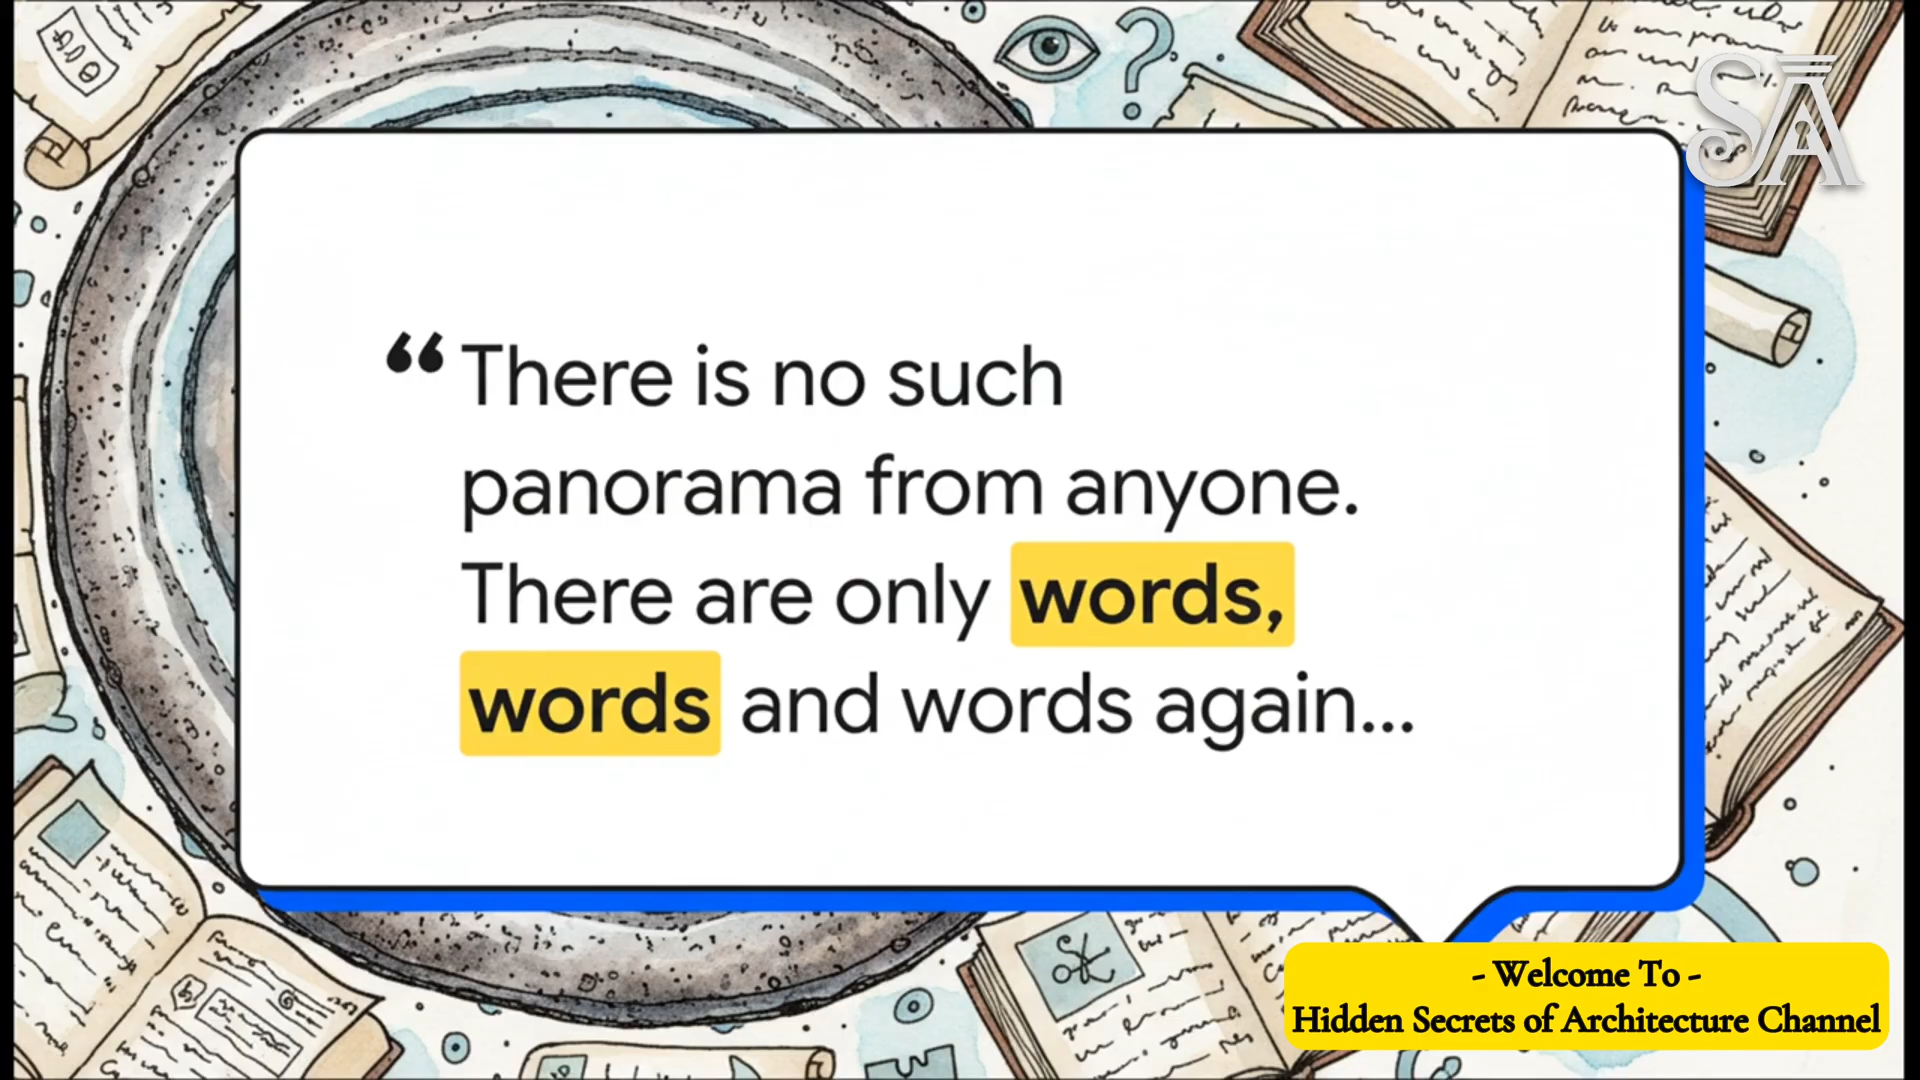 SA
“There is no such
panorama from anyone.
There are only words,
words and words again...
- Welcome To -
Hidden Secrets of Architecture Channel